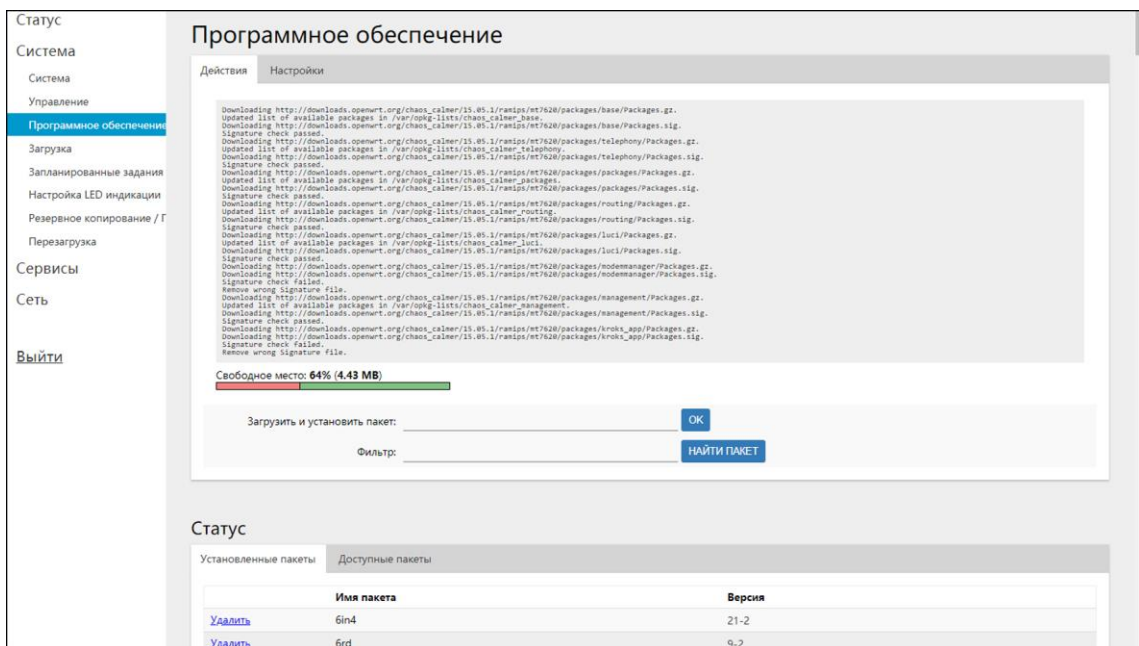 Статус
Система
Система
Управление
Программное обеспечение
Загрузка
Запланированные задания
Настройка LED индикации
Резервное копирование / П
Перезагрузка
Сервисы
Сеть
Выйти
Программное обеспечение
Действия Настройки
Downloading http://downloads.openwrt.org/chaos_calmer/15.05.1/ramips/mt7620/packages/base/Packages.gz.
Updated list of available packages in /var/opkg-lists/chaos_calmer_base.
Downloading http://downloads.openwrt.org/chaos_calmer/15.05.1/ramips/mt7620/packages/base/Packages.sig.
Signature check passed.
Downloading http://downloads.openwrt.org/chaos_calmer/15.05.1/ramips/mt7620/packages/telephony/Packages.gz.
Updated list of available packages in /var/opkg-lists/chaos_calmer_telephony.
Downloading http://downloads.openwrt.org/chaos_calmer/15.05.1/ramips/mt7620/packages/telephony/Packages.sig.
Signature check passed.
Downloading http://downloads.openwrt.org/chaos_calmer/15.05.1/ramips/mt7620/packages/packages/Packages.gz.
Updated list of available packages in /var/opkg-lists/chaos_calmer_packages.
Downloading http://downloads.openwrt.org/chaos_calmer/15.05.1/ramips/mt7620/packages/packages/Packages.sig.
Signature check passed.
Downloading http://downloads.openwrt.org/chaos_calmer/15.05.1/ramips/mt7620/packages/routing/Packages.gz.
Updated list of available packages in /var/opkg-lists/chaos_calmer_routing.
Downloading http://downloads.openwrt.org/chaos_calmer/15.05.1/ramips/mt7620/packages/routing/Packages.sig.
Signature check passed.
Downloading http://downloads.openwrt.org/chaos_calmer/15.05.1/ramips/mt7620/packages/luci/Packages.gz.
Updated list of available packages in /var/opkg-lists/chaos_calmer_luci.
Downloading http://downloads.openwrt.org/chaos_calmer/15.05.1/ramips/mt7620/packages/luci/Packages.sig.
Signature check passed.
Downloading http://downloads.openwrt.org/chaos_calmer/15.05.1/ramips/mt7620/packages/modemmanager/Packages.gz.
Downloading http://downloads.openwrt.org/chaos_calmer/15.05.1/ramips/mt7620/packages/modemmanager/Packages.sig.
Signature check failed.
Remove wrong Signature file.
Downloading http://downloads.openwrt.org/chaos_calmer/15.05.1/ramips/mt7620/packages/management/Packages.gz.
Updated list of available packages in /var/opkg-lists/chaos_calmer_management.
Downloading http://downloads.openwrt.org/chaos_calmer/15.05.1/ramips/mt7620/packages/management/Packages.sig.
Signature check passed.
Downloading http://downloads.openwrt.org/chaos_calmer/15.05.1/ramips/mt7620/packages/kroks_app/Packages.gz.
Downloading http://downloads.openwrt.org/chaos_calmer/15.05.1/ramips/mt7620/packages/kroks_app/Packages.sig.
Signature check failed.
Remove wrong Signature file.
Свободное место: 64% (4.43 MB)
Загрузить и установить пакет: OK
Фильтр: НАЙТИ ПАКЕТ
Статус
Установленные пакеты Доступные пакеты
Имя пакета Версия
Удалить 6in4 21-2
Удалить 6rd 9-2